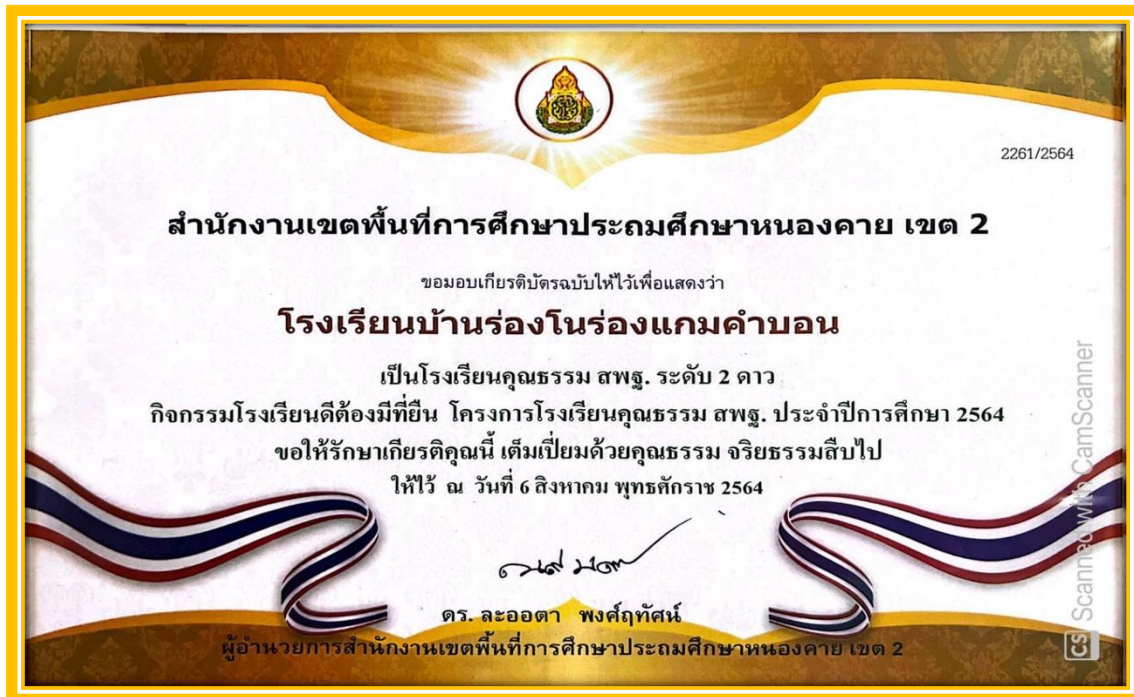 2261/2564
สำนักงานเขตพื้นที่การศึกษาประถมศึกษาหนองคาย เขต 2
ขอมอบเกียรติบัตรฉบับให้ไว้เพื่อแสดงว่า
โรงเรียนบ้านร่องโนร่องแกมคำบอน
เป็นโรงเรียนคุณธรรม สพฐ. ระดับ 2 ดาว
กิจกรรมโรงเรียนดีต้องมีที่ยืน โครงการโรงเรียนคุณธรรม สพฐ. ประจำปีการศึกษา 2564
ขอให้รักษาเกียรติคุณนี้ เต็มเปี่ยมด้วยคุณธรรม จริยธรรมสืบไป
ให้ไว้ ณ วันที่ 6 สิงหาคม พุทธศักราช 2564
ดร. ละออตา พงศ์ฤทัศน์
ผู้อำนวยการสำนักงานเขตพื้นที่การศึกษาประถมศึกษาหนองคาย เขต 2
CS Scanned with CamScanner